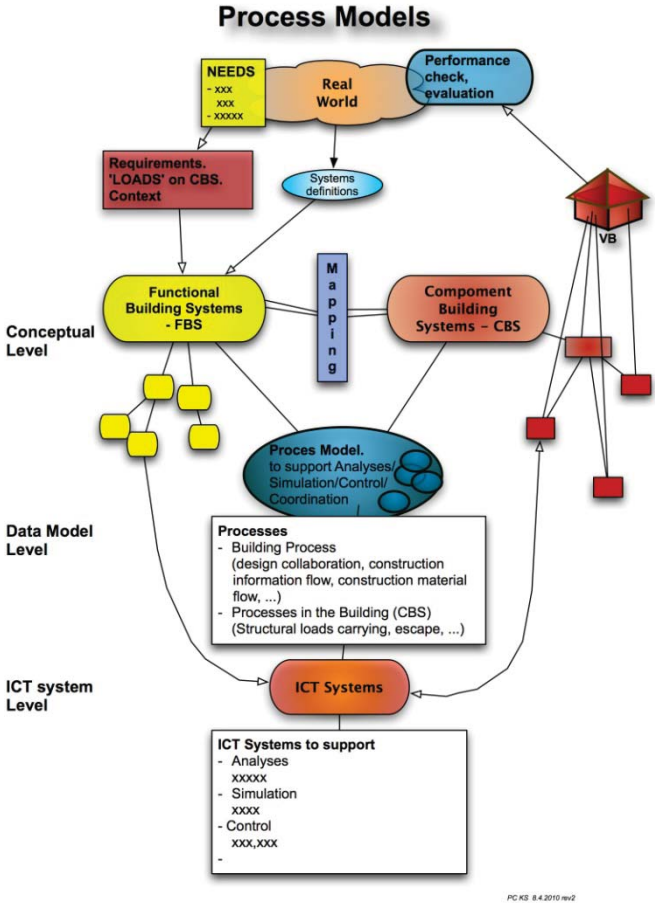 Process Models
NEEDS
- xxx
xxx
- xxxxx
Real
World
Performance
check,
evaluation
Requirements.
'LOADS' on CBS.
Context
Systems
definitions
VB
Mapping
Functional
Building Systems
- FBS
Component
Building
Systems – CBS
Conceptual
Level
Proces Model.
to support Analyses/
Simulation/Control/
Coordination
Data Model
Level
Processes
- Building Process
(design collaboration, construction
information flow, construction material
flow, ...)
- Processes in the Building (CBS)
(Structural loads carrying, escape, ...)
ICT system
Level
ICT Systems
ICT Systems to support
- Analyses
xxxxx
- Simulation
xxxx
- Control
xxx,xxx
-
PC KS 8.4.2010 rev2